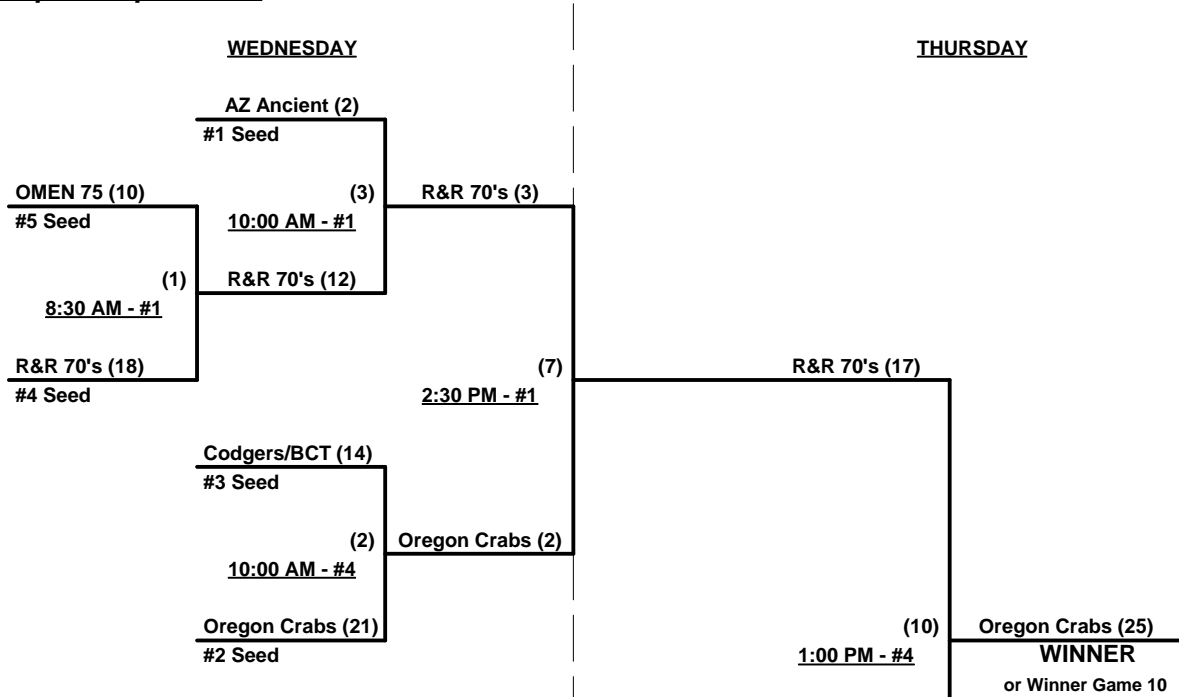 WEDNESDAY
THURSDAY
AZ Ancient (2)
#1 Seed
OMEN 75 (10)
#5 Seed
(3)
10:00 AM - #1
R&R 70's (3)
(1)
8:30 AM - #1
R&R 70's (12)
R&R 70's (18)
#4 Seed
(7)
2:30 PM - #1
R&R 70's (17)
Codgers/BCT (14)
#3 Seed
(2)
10:00 AM - #4
Oregon Crabs (2)
Oregon Crabs (21)
#2 Seed
(10)
1:00 PM - #4
Oregon Crabs (25)
WINNER
or Winner Game 10